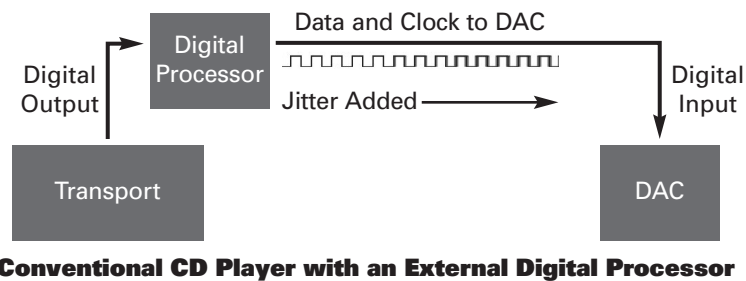 Data and Clock to DAC
Digital
Processor
Digital
Output
Jitter Added
Digital
Input
Transport
DAC
Conventional CD Player with an External Digital Processor